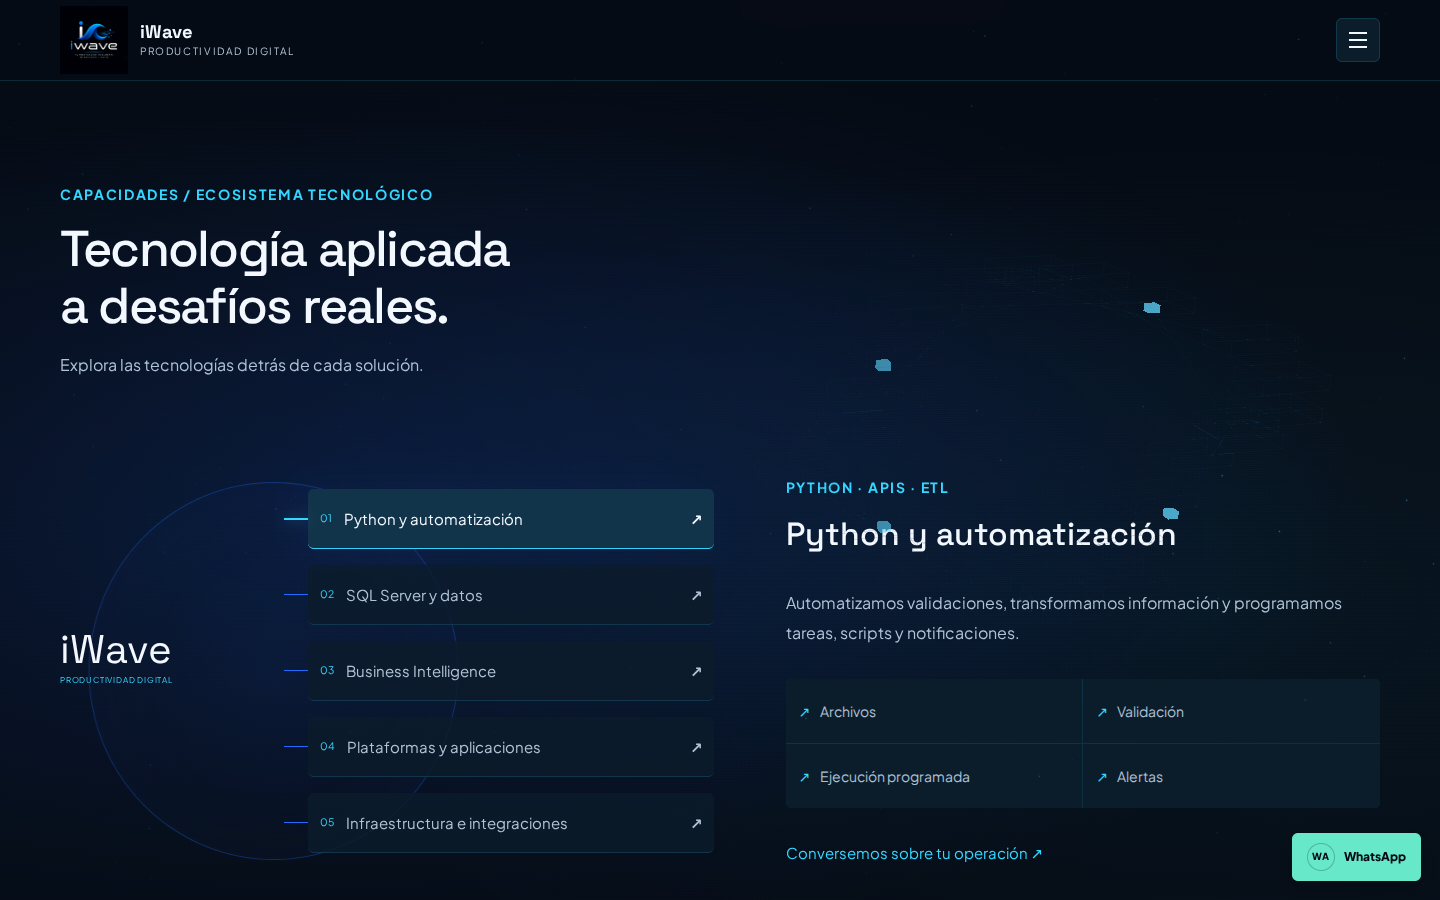 iwave
iWave
PRODUCTIVIDAD DIGITAL
CAPACIDADES / ECOSISTEMA TECNOLÓGICO
Tecnología aplicada
a desafíos reales.
Explora las tecnologías detrás de cada solución.
iWave
PRODUCTIVIDAD DIGITAL
01 Python y automatización ↗
02 SQL Server y datos ↗
03 Business Intelligence ↗
04 Plataformas y aplicaciones ↗
05 Infraestructura e integraciones ↗
PYTHON · APIS · ETL
Python y automatización
Automatizamos validaciones, transformamos información y programamos
tareas, scripts y notificaciones.
↗ Archivos
↗ Validación
↗ Ejecución programada
↗ Alertas
Conversemos sobre tu operación ↗
WA WhatsApp